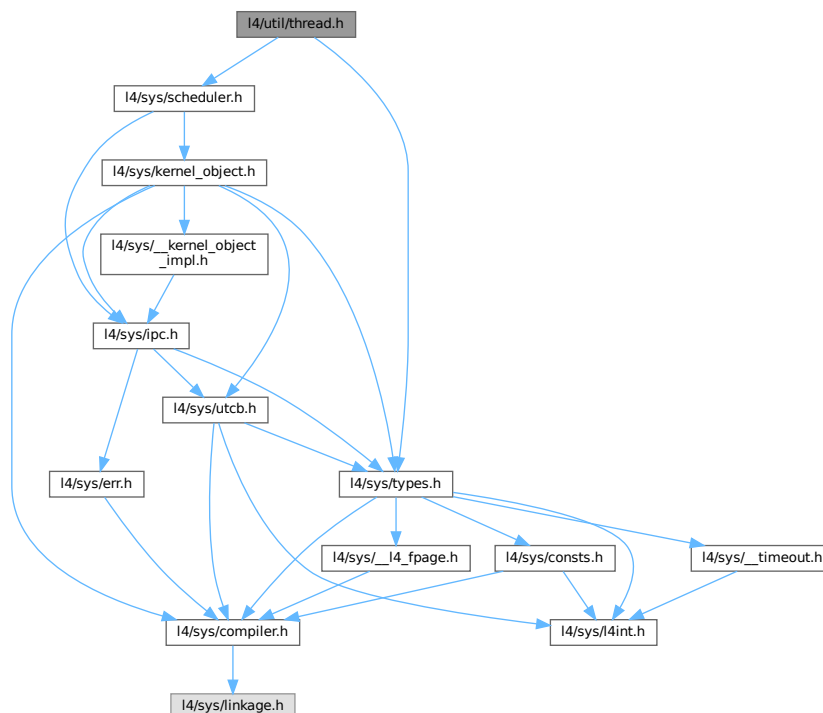 l4/util/thread.h
l4/sys/scheduler.h
l4/sys/kernel_object.h
l4/sys/__kernel_object
_impl.h
l4/sys/ipc.h
l4/sys/utcb.h
l4/sys/err.h
l4/sys/types.h
l4/sys/__l4_fpage.h
l4/sys/consts.h
l4/sys/__timeout.h
l4/sys/compiler.h
l4/sys/l4int.h
l4/sys/linkage.h